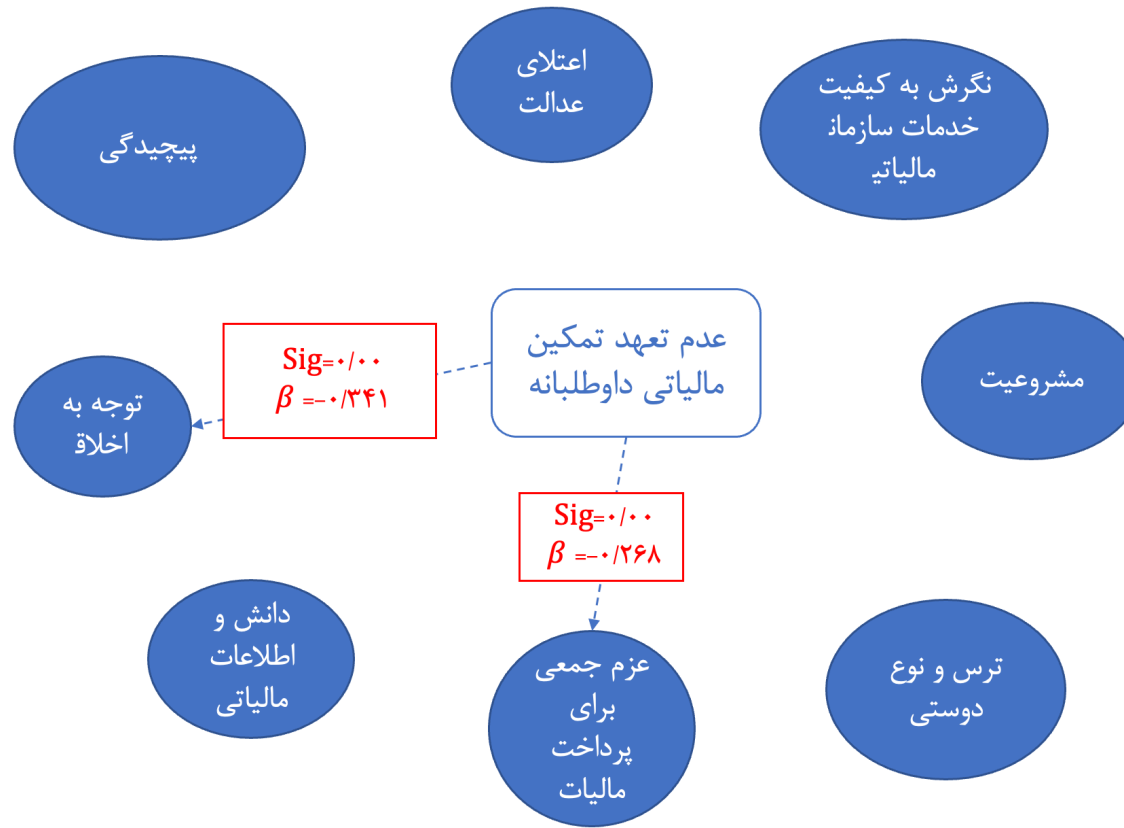 اعتلای
عدالت
نگرش به کیفیت
خدمات سازمان
مالیاتی
پیچیدگی
عدم تعهد تمکین
مالیاتی داوطلبانه
مشروعیت
Sig=۰/۰۰
β =-۰/۳۴۱
توجه به
اخلاق
Sig=۰/۰۰
β =-۰/۲۶۸
دانش و
اطلاعات
مالیاتی
عزم جمعی
برای
پرداخت
مالیات
ترس و نوع
دوستی